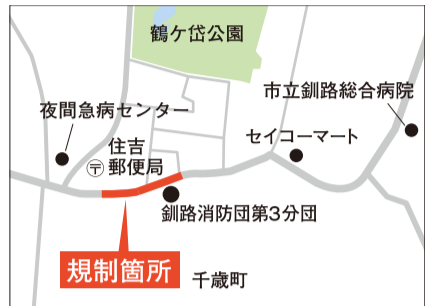 鶴ケ岱公園
市立釧路総合病院
夜間急病センター
セイコーマート
住吉
〒郵便局
釧路消防団第3分団
規制箇所
千歳町